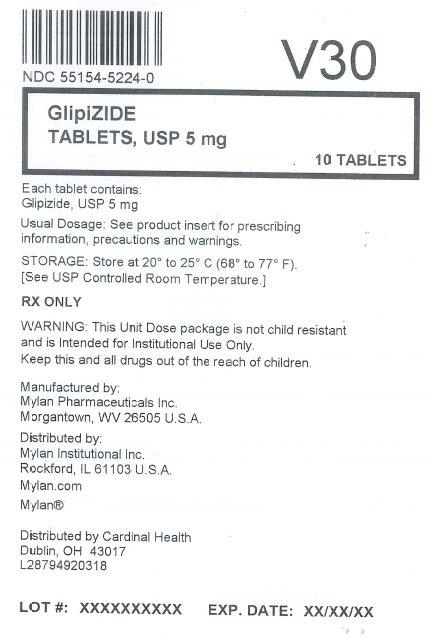 V30
NDC 55154-5224-0
GlipiZIDE
TABLETS, USP 5 mg
10 TABLETS
Each tablet contains:
Glipizide, USP 5 mg
Usual Dosage: See product insert for prescribing
information, precautions and warnings.
STORAGE: Store at 20° to 25° C (68° to 77° F).
[See USP Controlled Room Temperature.]
RX ONLY
WARNING: This Unit Dose package is not child resistant
and is Intended for Institutional Use Only.
Keep this and all drugs out of the reach of children.
Manufactured by:
Mylan Pharmaceuticals Inc.
Morgantown, WV 26505 U.S.A.
Distributed by:
Mylan Institutional Inc.
Rockford, IL 61103 U.S.A.
Mylan.com
Mylan®
Distributed by Cardinal Health
Dublin, OH 43017
L28794920318
LOT #: XXXXXXXXXX EXP. DATE: XX/XX/XX